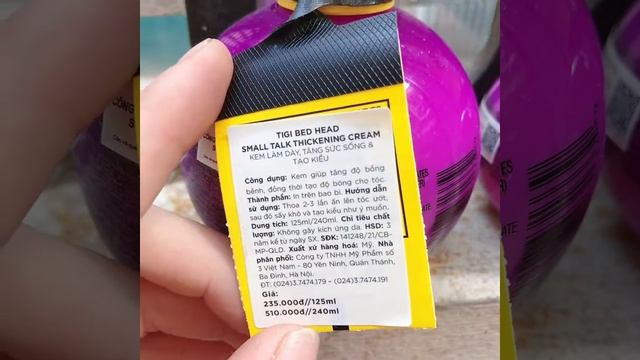 TIGI BED HEAD
SMALL TALK THICKENING CREAM
KEM LÀM DÀY, TĂNG SỨC SỐNG &
TẠO KIỂU
Công dụng: Kem giúp tăng độ bồng
bềnh, đồng thời tạo độ bóng cho tóc.
Thành phần: In trên bao bì. Hướng dẫn
sử dụng: Thoa 2-3 lần ấn lên tóc ướt,
sau đó sấy khô và tạo kiểu như ý muốn.
Dung tích: 125ml/240ml. Chỉ tiêu chất
lượng: Không gây kích ứng da. HSD: 3
năm kể từ ngày SX. SĐK: 141248/21/CB-
MP-QLD. Xuất xứ hàng hoá: Mỹ. Nhà
phân phối: Công ty TNHH Mỹ Phẩm số
3 Việt Nam - 80 Yên Ninh, Quán Thánh,
Ba Đình, Hà Nội.
ĐT: (024)3.7474.179 – (024)3.7474.191
Giá:
235.000đ//125ml
510.000đ//240ml